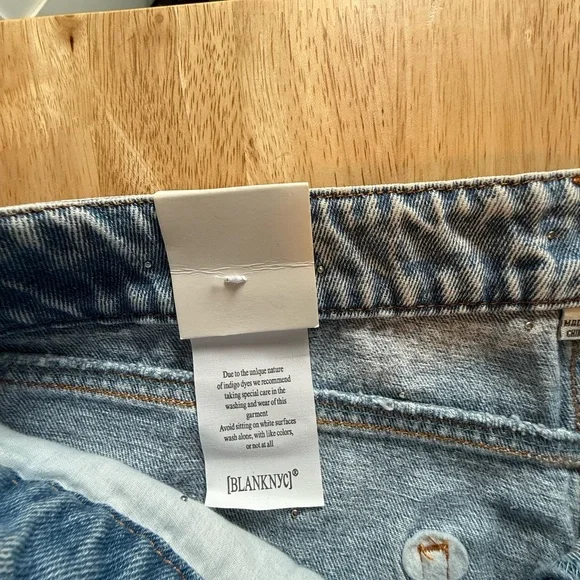 Due to the unique nature
of indigo dyes we recommend
taking special care in the
washing and wear of this
garment
Avoid sitting on white surfaces
wash alone, with like colors,
or not at all
[BLANKNYC]®